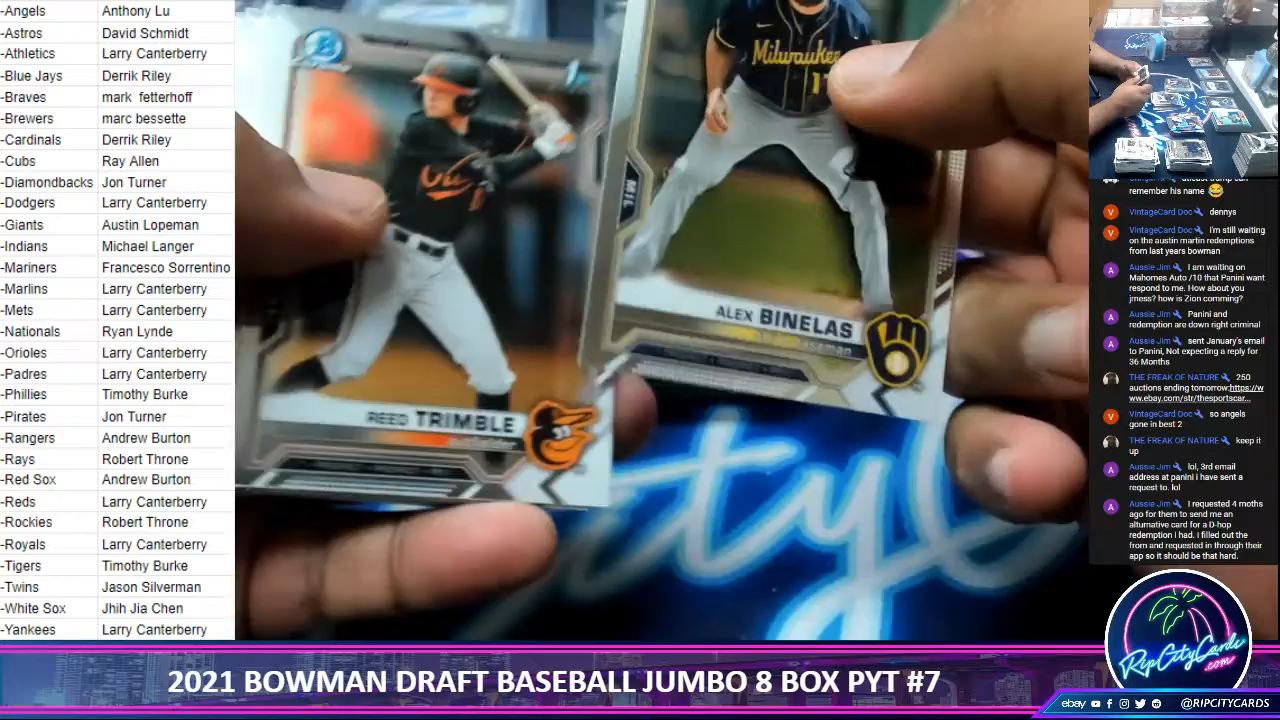 -Angels Anthony Lu
-Astros David Schmidt
-Athletics Larry Canterberry
-Blue Jays Derrik Riley
-Braves mark fetterhoff
-Brewers marc bessette
-Cardinals Derrik Riley
-Cubs Ray Allen
-Diamondbacks Jon Turner
-Dodgers Larry Canterberry
-Giants Austin Lopeman
-Indians Michael Langer
-Mariners Francesco Sorrentino
-Marlins Larry Canterberry
-Mets Larry Canterberry
-Nationals Ryan Lynde
-Orioles Larry Canterberry
-Padres Larry Canterberry
-Phillies Timothy Burke
-Pirates Jon Turner
-Rangers Andrew Burton
-Rays Robert Throne
-Red Sox Andrew Burton
-Reds Larry Canterberry
-Rockies Robert Throne
-Royals Larry Canterberry
-Tigers Timothy Burke
-Twins Jason Silverman
-White Sox Jhih Jia Chen
-Yankees Larry Canterberry
REED TRIMBLE
Milwaukee
MIL
ALEX BINELAS
remember his name 😂
VintageCard Doc dennys
VintageCard Doc I'm still waiting
on the austin martin redemptions
from last years bowman
Aussie Jim I am waiting on
Mahomes Auto /10 that Panini want
respond to me. How about you
jmess? how is Zion comming?
Aussie Jim Panini and
redemption are down right criminal
Aussie Jim sent January's email
to Panini, Not expecting a reply for
36 Months
THE FREAK OF NATURE 250
auctions ending tomorrow:https://w
ww.ebay.com/str/thesportscar...
VintageCard Doc so angels
gone in best 2
THE FREAK OF NATURE keep it
up
Aussie Jim lol, 3rd email
address at panini I have sent a
request to. lol
Aussie Jim I requested 4 moths
ago for them to send me an
alturnative card for a D-hop
redemption i had. I filled out the
from and requested in through their
app so it should be that hard.
RipCityCards
.com
2021 BOWMAN DRAFT BASEBALL JUMBO 8 BOX PYT #7
ebay @RIPCITYCARDS